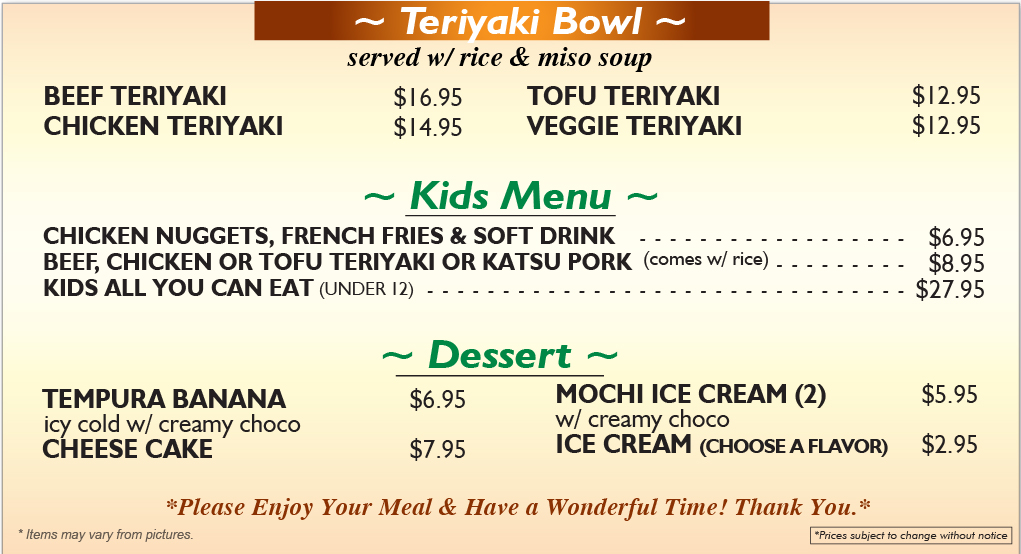 ~ Teriyaki Bowl ~
served w/ rice & miso soup
BEEF TERIYAKI $16.95 TOFU TERIYAKI $12.95
CHICKEN TERIYAKI $14.95 VEGGIE TERIYAKI $12.95
~ Kids Menu ~
CHICKEN NUGGETS, FRENCH FRIES & SOFT DRINK - - - - - - - - - - - - - - - - - - $6.95
BEEF, CHICKEN OR TOFU TERIYAKI OR KATSU PORK (comes w/ rice) - - - - - - - - - $8.95
KIDS ALL YOU CAN EAT (UNDER 12) - - - - - - - - - - - - - - - - - - - - - - - - - - - - - - - - $27.95
~ Dessert ~
TEMPURA BANANA $6.95
icy cold w/ creamy choco
CHEESE CAKE $7.95
MOCHI ICE CREAM (2) $5.95
w/ creamy choco
ICE CREAM (CHOOSE A FLAVOR) $2.95
*Please Enjoy Your Meal & Have a Wonderful Time! Thank You.*
* Items may vary from pictures.
*Prices subject to change without notice